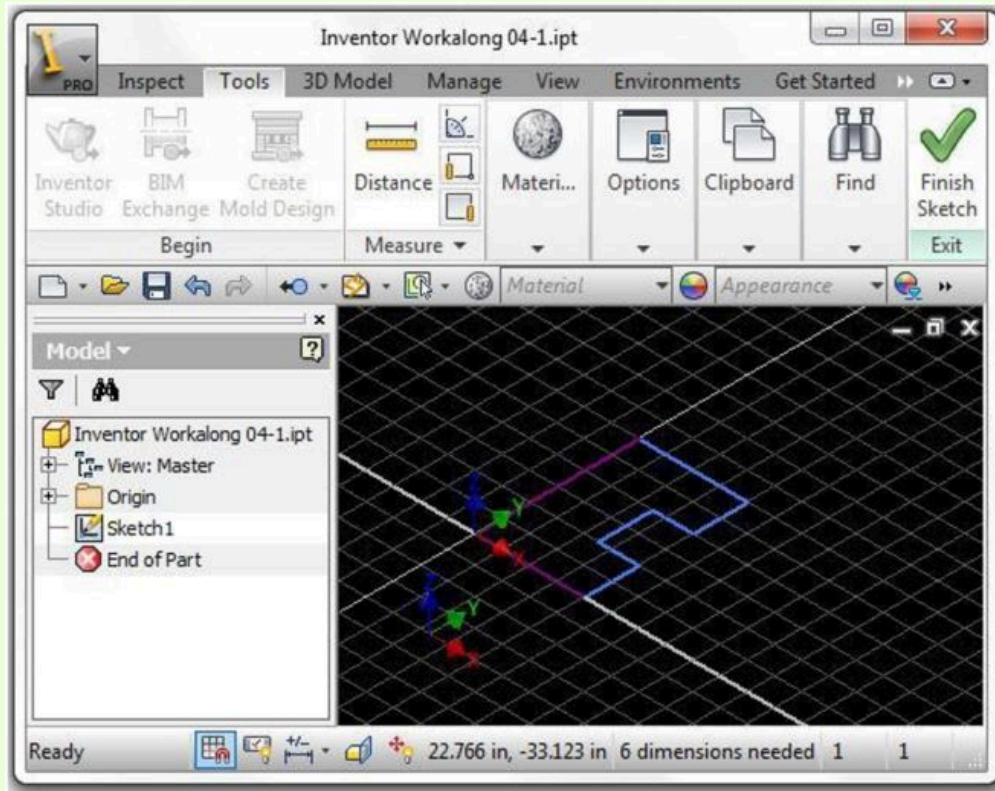 Inventor Workalong 04-1.ipt
PRO Inspect Tools 3D Model Manage View Environments Get Started
Inventor Studio
BIM Exchange
Create Mold Design
Distance
Materi...
Options
Clipboard
Find
Finish Sketch
Begin
Measure
Exit
Material
Appearance
Model
Inventor Workalong 04-1.ipt
View: Master
Origin
Sketch1
End of Part
Z
Y
X
Z
Y
X
Ready 22.766 in, -33.123 in 6 dimensions needed 1 1